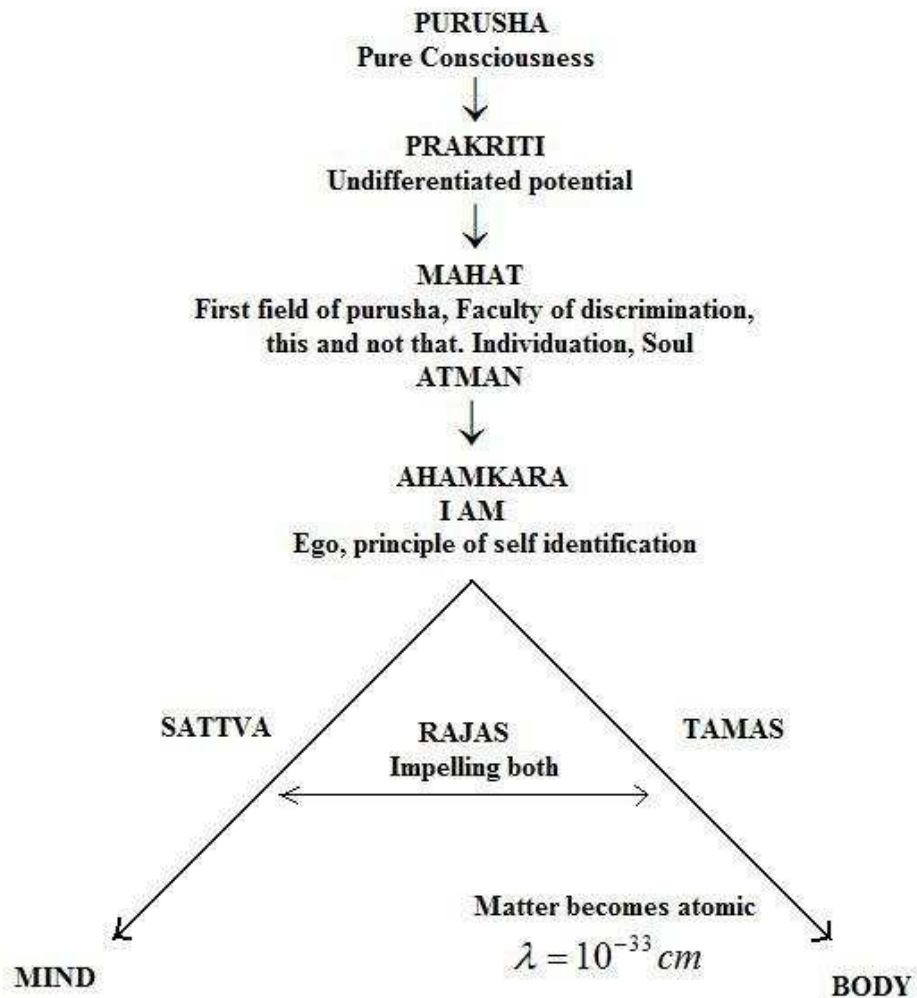 PURUSHA
Pure Consciousness
PRAKRITI
Undifferentiated potential
MAHAT
First field of purusha, Faculty of discrimination,
this and not that. Individuation, Soul
ATMAN
AHAMKARA
I AM
Ego, principle of self identification
SATTVA
RAJAS
Impelling both
TAMAS
Matter becomes atomic
λ = 10⁻³³ cm
MIND
BODY